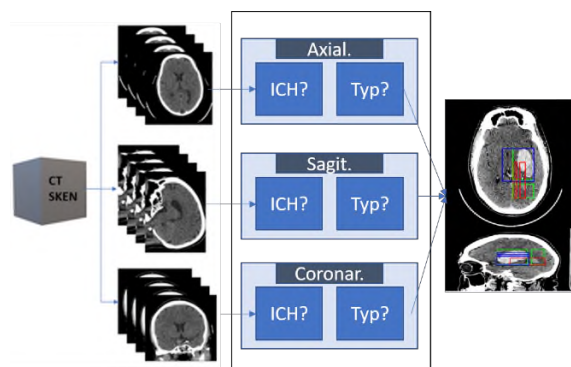 CT
SKEN
Axial.
ICH?
Typ?
Sagit.
ICH?
Typ?
Coronar.
ICH?
Typ?